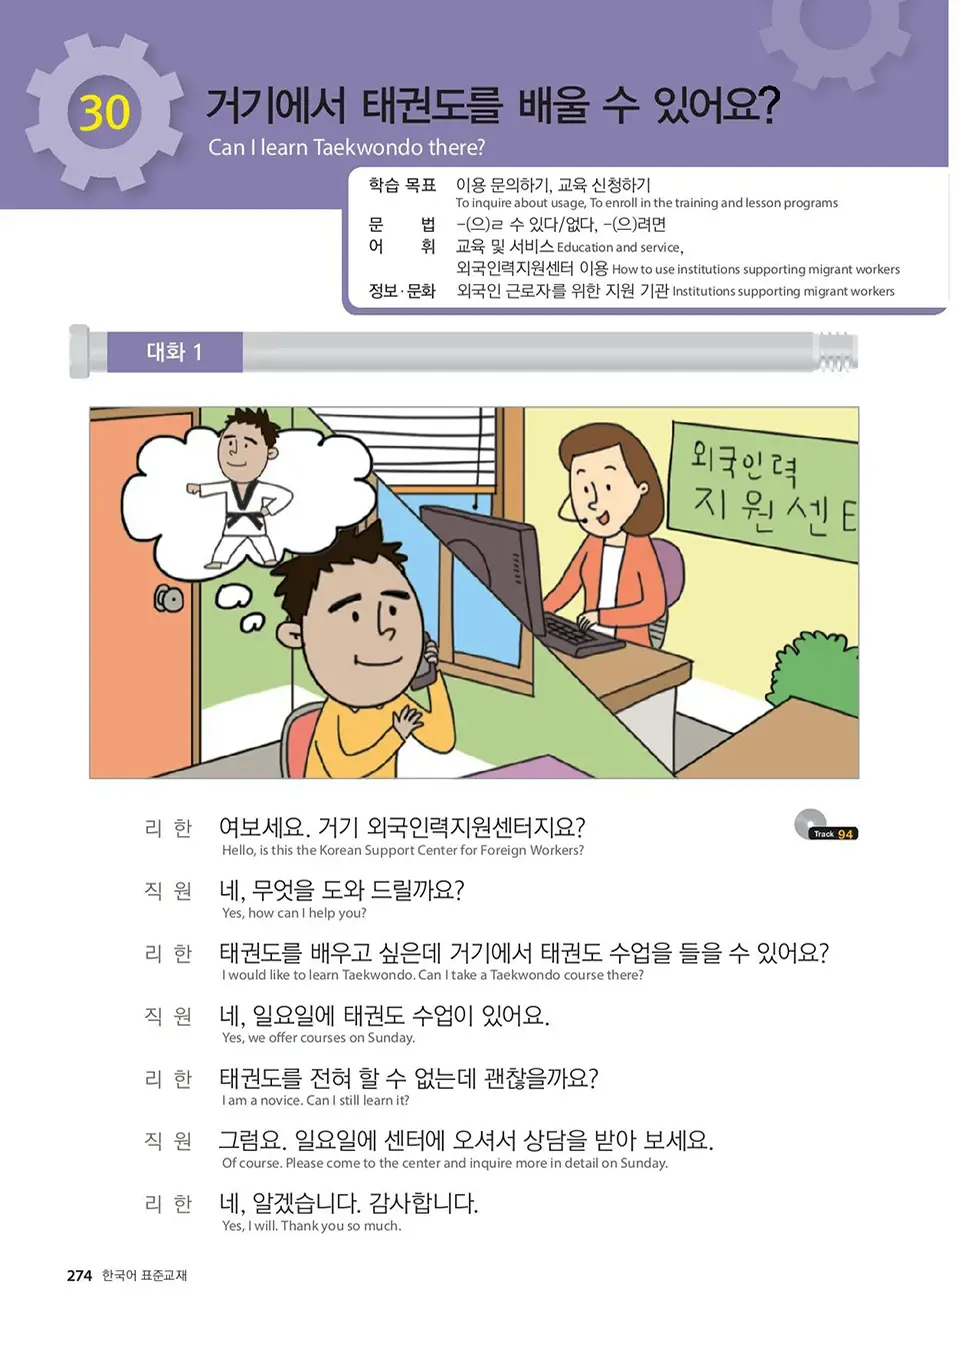 30
거기에서 태권도를 배울 수 있어요?
Can I learn Taekwondo there?
학습 목표 이용 문의하기, 교육 신청하기
To inquire about usage, To enroll in the training and lesson programs
문 법 -(으)ㄹ 수 있다/없다, -(으)려면
어 휘 교육 및 서비스 Education and service,
외국인력지원센터 이용 How to use institutions supporting migrant workers
정보·문화 외국인 근로자를 위한 지원 기관 Institutions supporting migrant workers
대화 1
외국인력
지원센터
리 한 여보세요. 거기 외국인력지원센터지요?
Hello, is this the Korean Support Center for Foreign Workers?
Track 94
직 원 네, 무엇을 도와 드릴까요?
Yes, how can I help you?
리 한 태권도를 배우고 싶은데 거기에서 태권도 수업을 들을 수 있어요?
I would like to learn Taekwondo. Can I take a Taekwondo course there?
직 원 네, 일요일에 태권도 수업이 있어요.
Yes, we offer courses on Sunday.
리 한 태권도를 전혀 할 수 없는데 괜찮을까요?
I am a novice. Can I still learn it?
직 원 그럼요. 일요일에 센터에 오셔서 상담을 받아 보세요.
Of course. Please come to the center and inquire more in detail on Sunday.
리 한 네, 알겠습니다. 감사합니다.
Yes, I will. Thank you so much.
274 한국어 표준교재